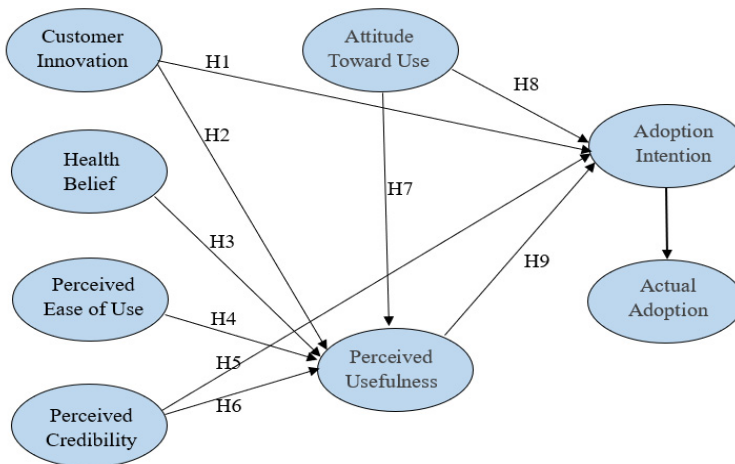 Customer
Innovation
Attitude
Toward Use
H1
H8
H2
Adoption
Intention
Health
Belief
H7
H3
H9
Perceived
Ease of Use
Actual
Adoption
H4
H5
Perceived
Usefulness
H6
Perceived
Credibility